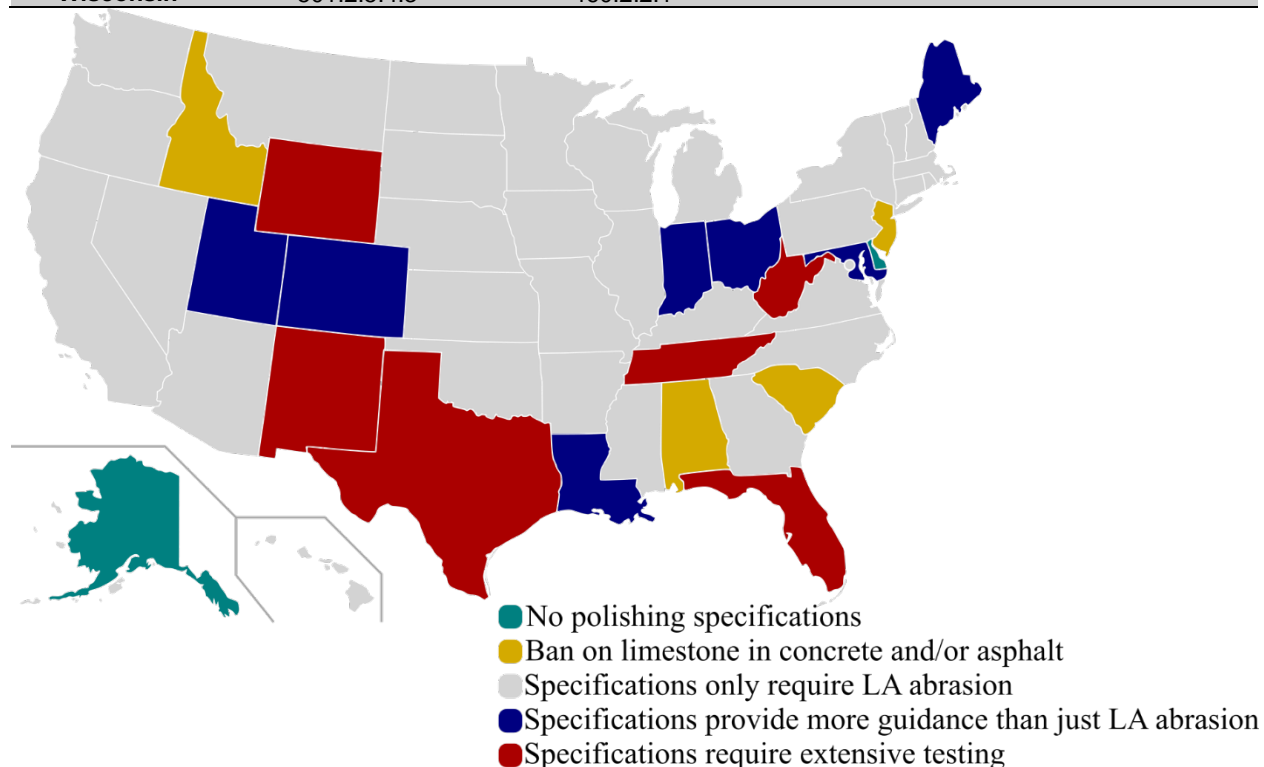 No polishing specifications
Ban on limestone in concrete and/or asphalt
Specifications only require LA abrasion
Specifications provide more guidance than just LA abrasion
Specifications require extensive testing